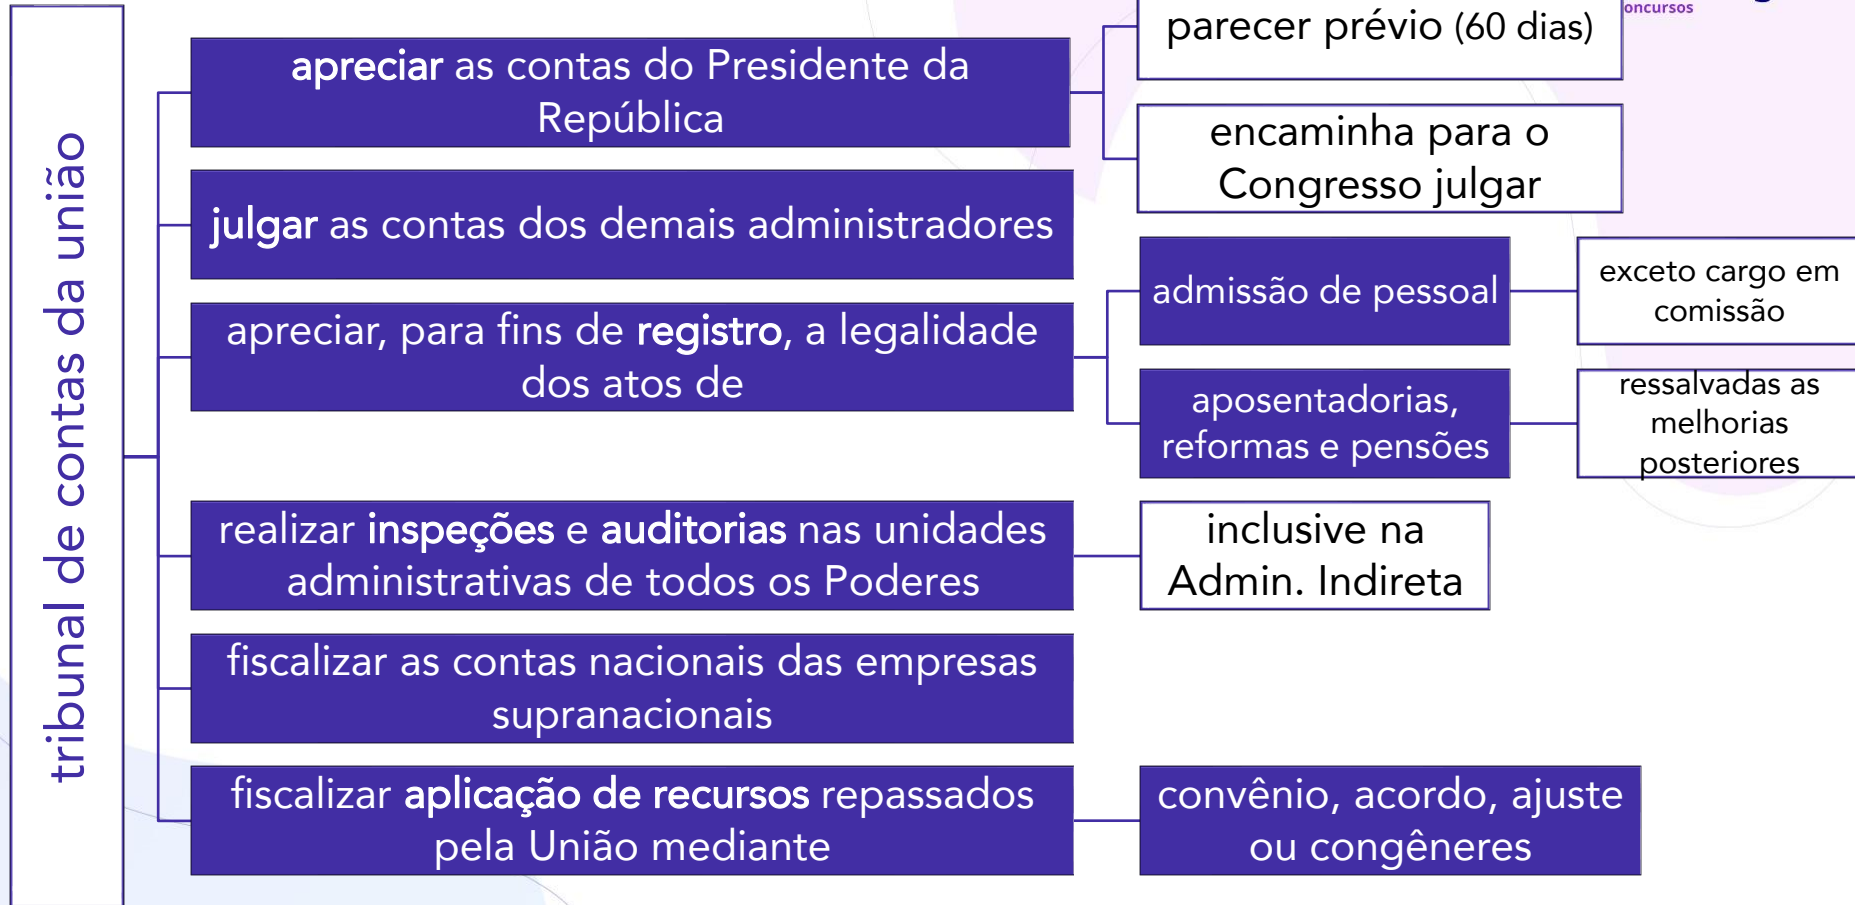 tribunal de contas da união
apreciar as contas do Presidente da
República
parecer prévio (60 dias)
encaminha para o
Congresso julgar
julgar as contas dos demais administradores
apreciar, para fins de registro, a legalidade
dos atos de
admissão de pessoal
exceto cargo em
comissão
aposentadorias,
reformas e pensões
ressalvadas as
melhorias
posteriores
realizar inspeções e auditorias nas unidades
administrativas de todos os Poderes
inclusive na
Admin. Indireta
fiscalizar as contas nacionais das empresas
supranacionais
fiscalizar aplicação de recursos repassados
pela União mediante
convênio, acordo, ajuste
ou congêneres
oncursos